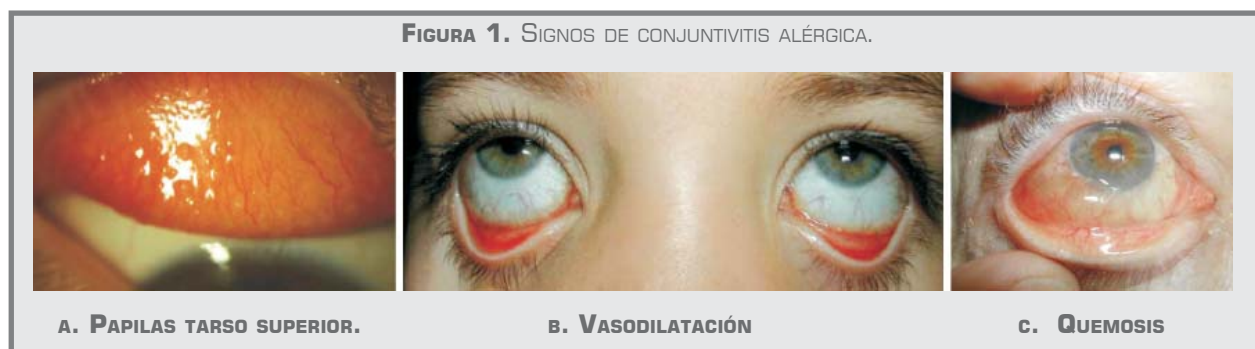 FIGURA 1. SIGNOS DE CONJUNTIVITIS ALÉRGICA.
A. PAPILAS TARSO SUPERIOR.
B. VASODILATACIÓN
C. QUEMOSIS